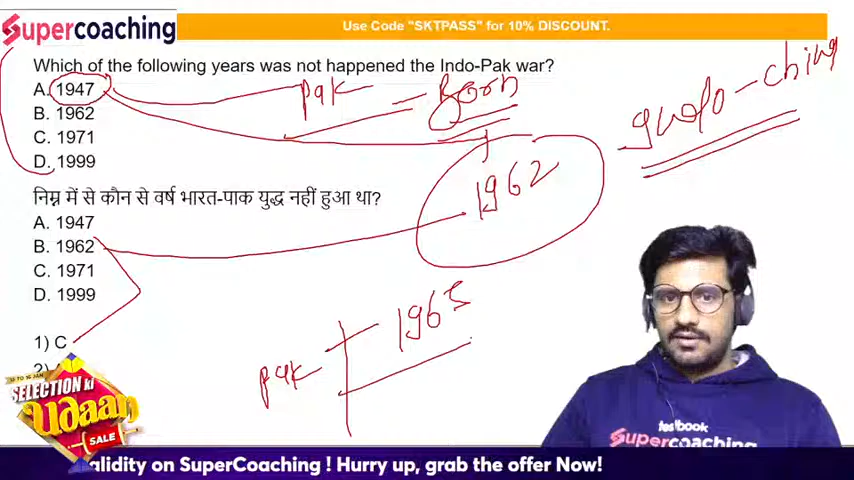 Supercoaching
Use Code "SKTPASS" for 10% DISCOUNT.
Which of the following years was not happened the Indo-Pak war?
A. 1947
B. 1962
C. 1971
D. 1999
Pak
Born
Indo-China
1962
निम्न में से कौन से वर्ष भारत-पाक युद्ध नहीं हुआ था?
A. 1947
B. 1962
C. 1971
D. 1999
1) C
2)
Pak
1965
SELECTION ki
UDAAN
SALE
testbook
Supercoaching
alidity on SuperCoaching ! Hurry up, grab the offer Now!